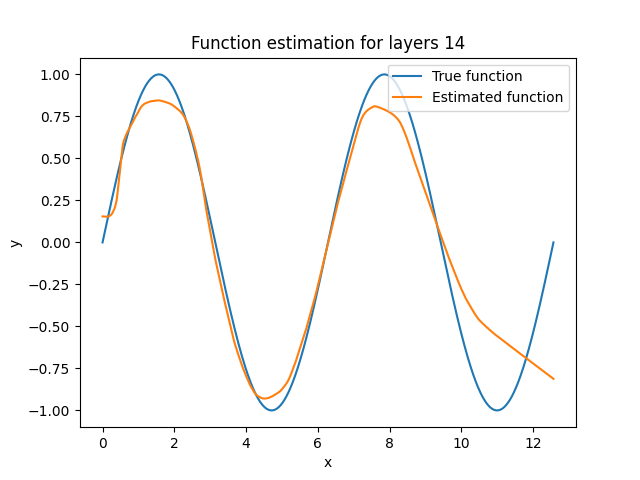 Function estimation for layers 14
True function
Estimated function
1.00
0.75
0.50
0.25
0.00
−0.25
−0.50
−0.75
−1.00
y
0 2 4 6 8 10 12
x